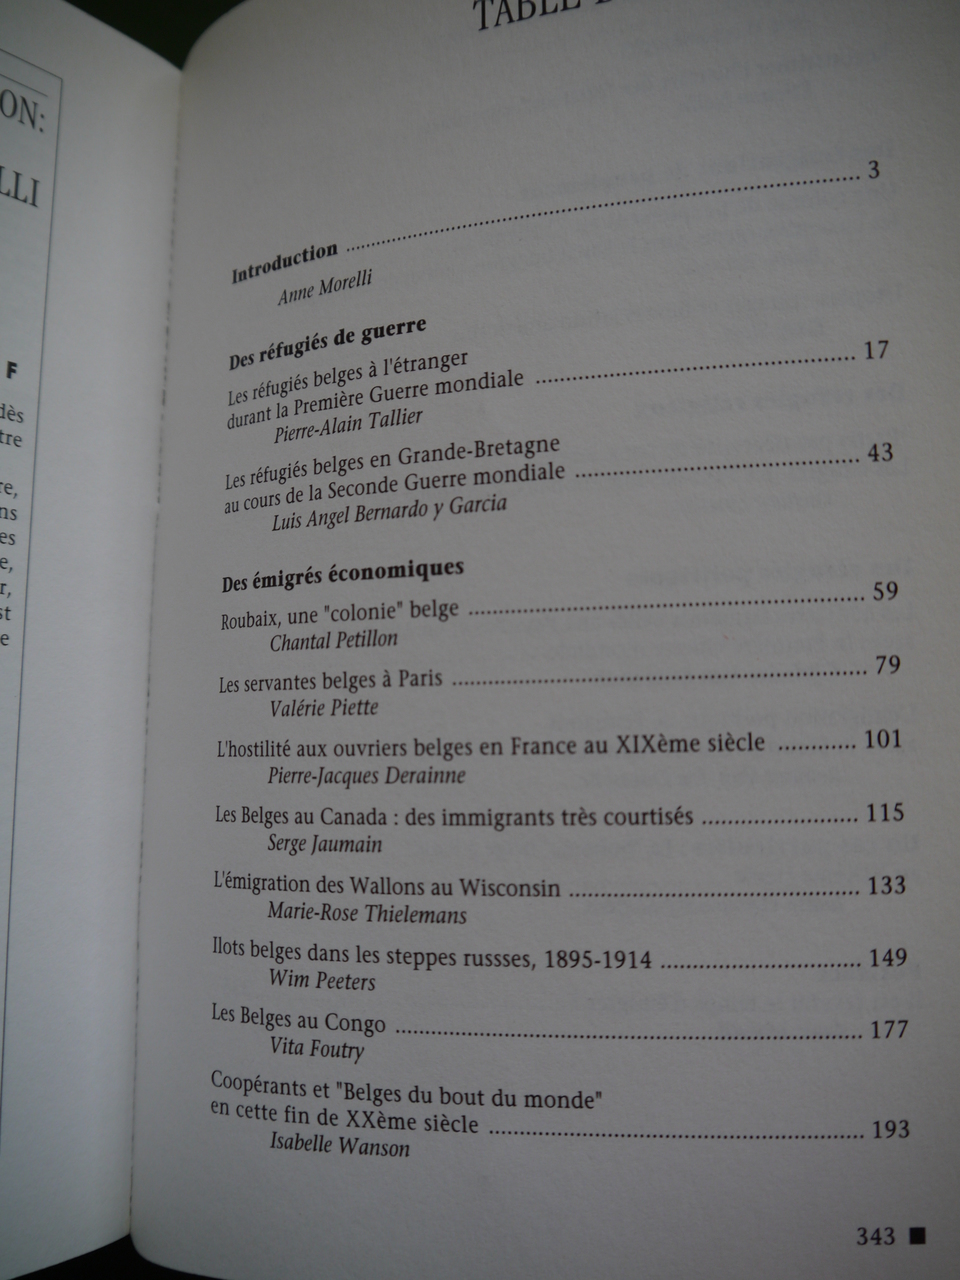 ON:
LLI
F
dès
tre
re,
ns
es
e,
r,
st
e
TABLE
Introduction ........ 3
Anne Morelli
Des réfugiés de guerre
Les réfugiés belges à l'étranger
durant la Première Guerre mondiale ........ 17
Pierre-Alain Tallier
Les réfugiés belges en Grande-Bretagne
au cours de la Seconde Guerre mondiale ........ 43
Luis Angel Bernardo y Garcia
Des émigrés économiques
Roubaix, une "colonie" belge ........ 59
Chantal Petillon
Les servantes belges à Paris ........ 79
Valérie Piette
L'hostilité aux ouvriers belges en France au XIXème siècle ........ 101
Pierre-Jacques Derainne
Les Belges au Canada : des immigrants très courtisés ........ 115
Serge Jaumain
L'émigration des Wallons au Wisconsin ........ 133
Marie-Rose Thielemans
Ilots belges dans les steppes russses, 1895-1914 ........ 149
Wim Peeters
Les Belges au Congo ........ 177
Vita Foutry
Coopérants et "Belges du bout du monde"
en cette fin de XXème siècle ........ 193
Isabelle Wanson
343 ■